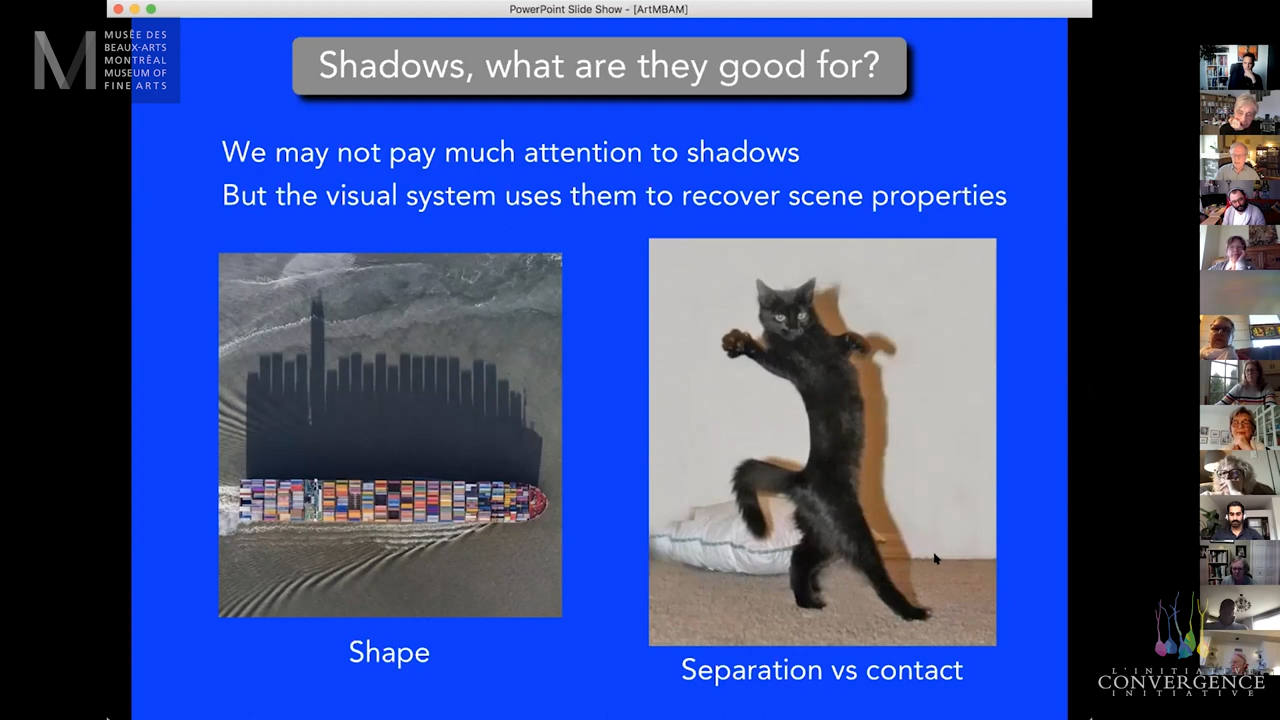 PowerPoint Slide Show - [ArtMBAM]
MUSÉE DES
BEAUX-ARTS
MONTRÉAL
MUSEUM OF
FINE ARTS
Shadows, what are they good for?
We may not pay much attention to shadows
But the visual system uses them to recover scene properties
Shape
Separation vs contact
L'INITIATIVE
CONVERGENCE
INITIATIVE